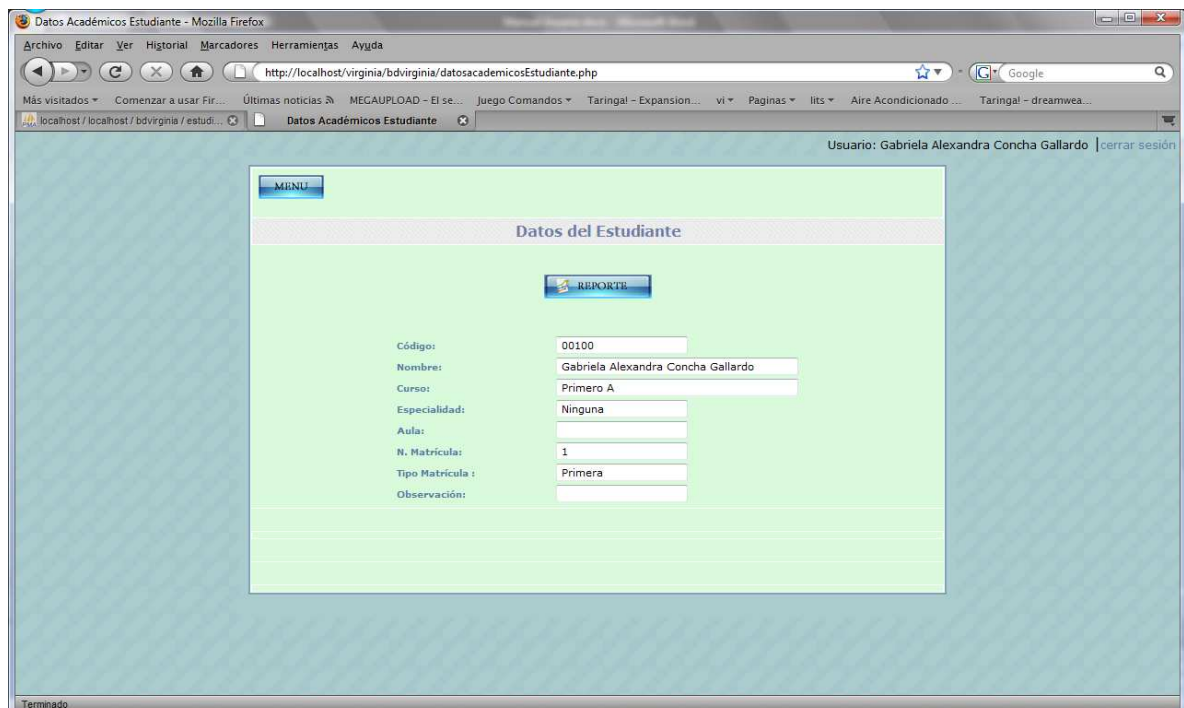 Datos Académicos Estudiante - Mozilla Firefox
Archivo Editar Ver Historial Marcadores Herramientas Ayuda
http://localhost/virginia/bdvirginia/datosacademicosEstudiante.php
Google
Más visitados Comenzar a usar Fir... Últimas noticias MEGAUPLOAD - El se... Juego Comandos Taringa! - Expansion... vi Paginas lits Aire Acondicionado ... Taringa! - dreamwea...
localhost / localhost / bdvirginia / estudi... Datos Académicos Estudiante
Usuario: Gabriela Alexandra Concha Gallardo |cerrar sesión
MENU
Datos del Estudiante
REPORTE
Código: 00100
Nombre: Gabriela Alexandra Concha Gallardo
Curso: Primero A
Especialidad: Ninguna
Aula:
N. Matrícula: 1
Tipo Matrícula : Primera
Observación:
Terminado